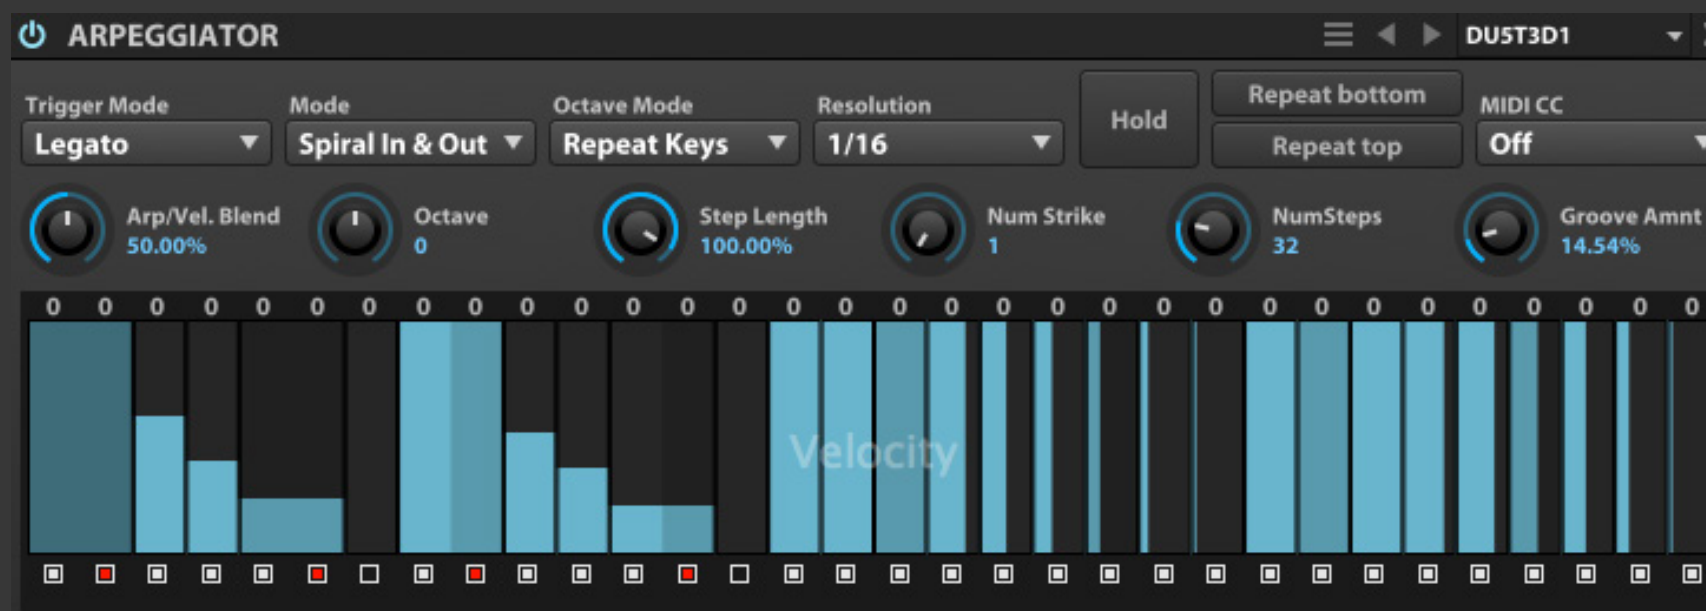 ARPEGGIATOR
DU5T3D1
Trigger Mode
Mode
Octave Mode
Resolution
Hold
Repeat bottom
Repeat top
MIDI CC
Legato
Spiral In & Out
Repeat Keys
1/16
Off
Arp/Vel. Blend
50.00%
Octave
0
Step Length
100.00%
Num Strike
1
NumSteps
32
Groove Amnt
14.54%
0 0 0 0 0 0 0 0 0 0 0 0 0 0 0 0 0 0 0 0 0 0 0 0 0 0 0 0 0 0 0 0
Velocity